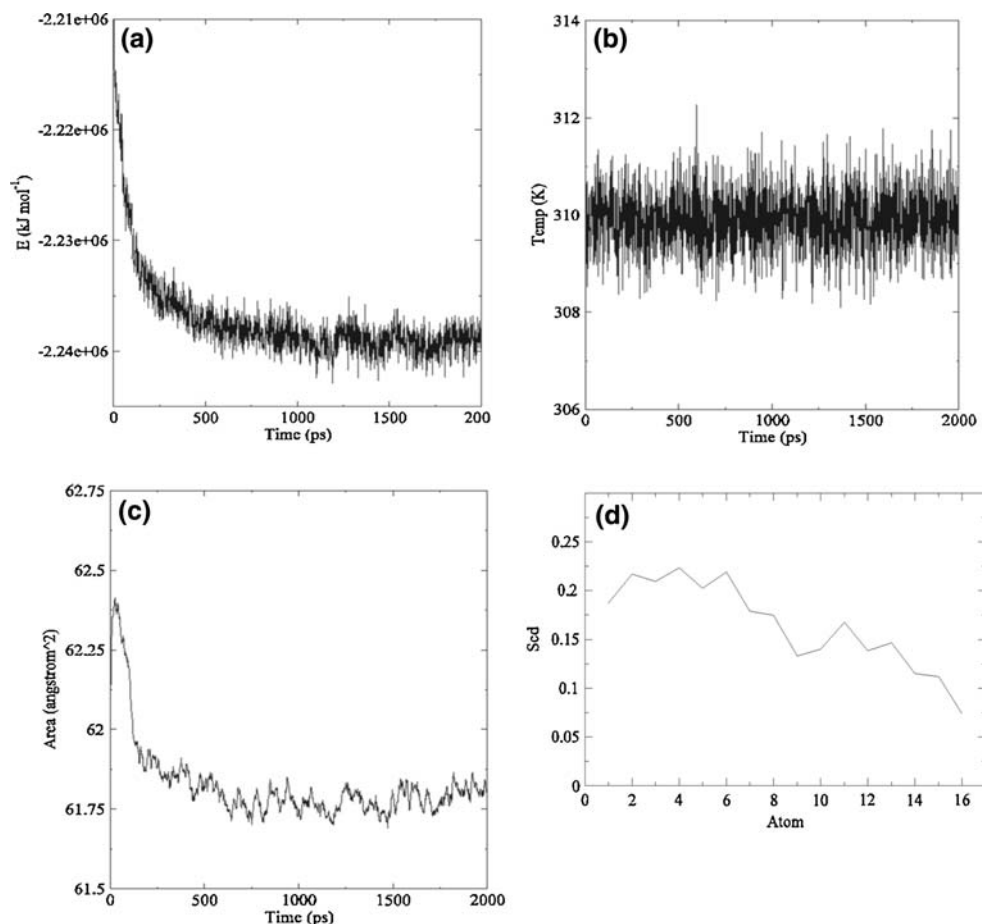 (a)
-2.21e+06
-2.22e+06
-2.23e+06
-2.24e+06
E (kJ mol-1)
0 500 1000 1500 2000
Time (ps)
(b)
314
312
310
308
306
Temp (K)
0 500 1000 1500 2000
Time (ps)
(c)
62.75
62.5
62.25
62
61.75
61.5
Area (angstrom^2)
0 500 1000 1500 2000
Time (ps)
(d)
0.25
0.2
0.15
0.1
0.05
0
Scd
0 2 4 6 8 10 12 14 16
Atom